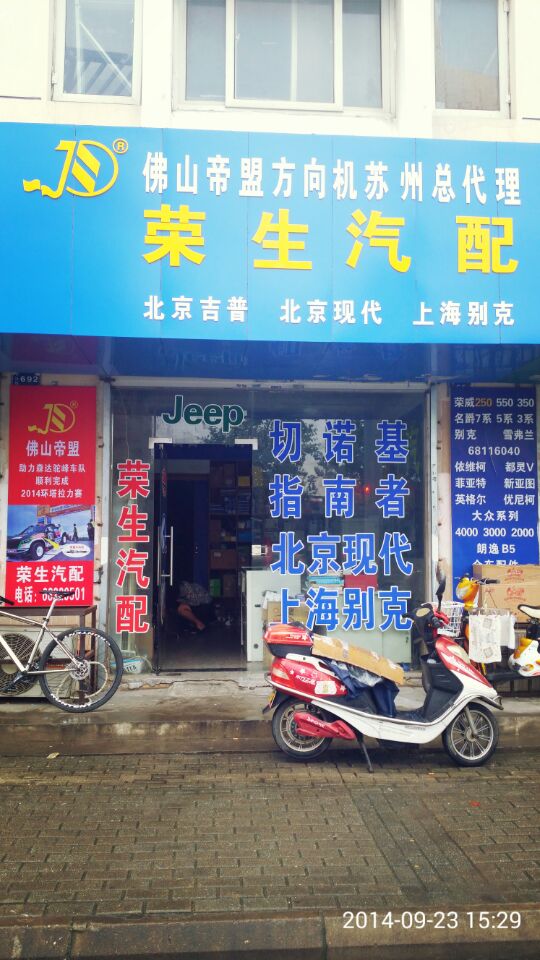 佛山帝盟方向机苏州总代理
荣生汽配
北京吉普 北京现代 上海别克
692
佛山帝盟
助力森达驼峰车队
顺利完成
2014环塔拉力赛
荣生汽配
电话:
荣生汽配
Jeep
切诺基
指南者
北京现代
上海别克
荣威250 550 350
名爵7系 5系 3系
别克 雪弗兰
68116040
依维柯 都灵V
菲亚特 新亚图
英格尔 优尼柯
大众系列
4000 3000 2000
朗逸 B5
2014-09-23 15:29